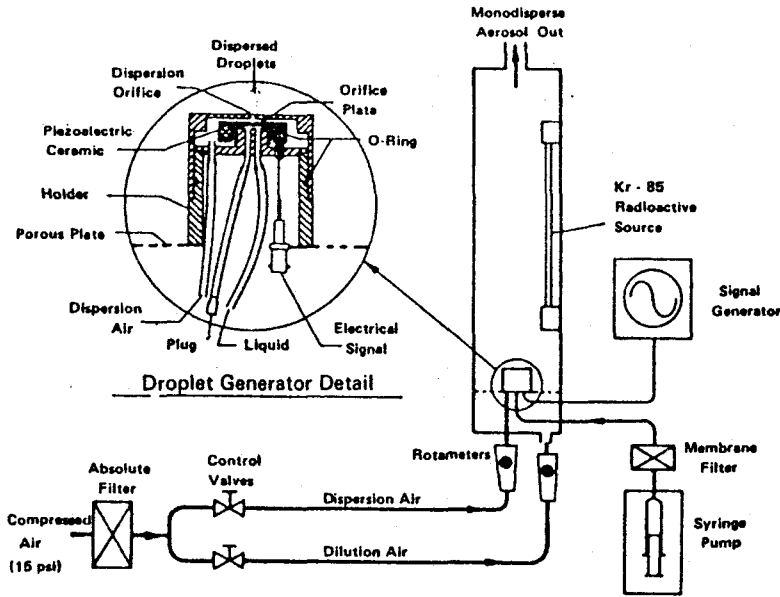 Monodisperse
Aerosol Out
Dispersed
Droplets
Dispersion
Orifice
Orifice
Plate
Piezoelectric
Ceramic
O-Ring
Holder
Porous Plate
Kr - 85
Radioactive
Source
Signal
Generator
Dispersion
Air
Plug
Liquid
Electrical
Signal
Droplet Generator Detail
Absolute
Filter
Control
Valves
Rotameters
Membrane
Filter
Compressed
Air
(15 psi)
Dispersion Air
Dilution Air
Syringe
Pump